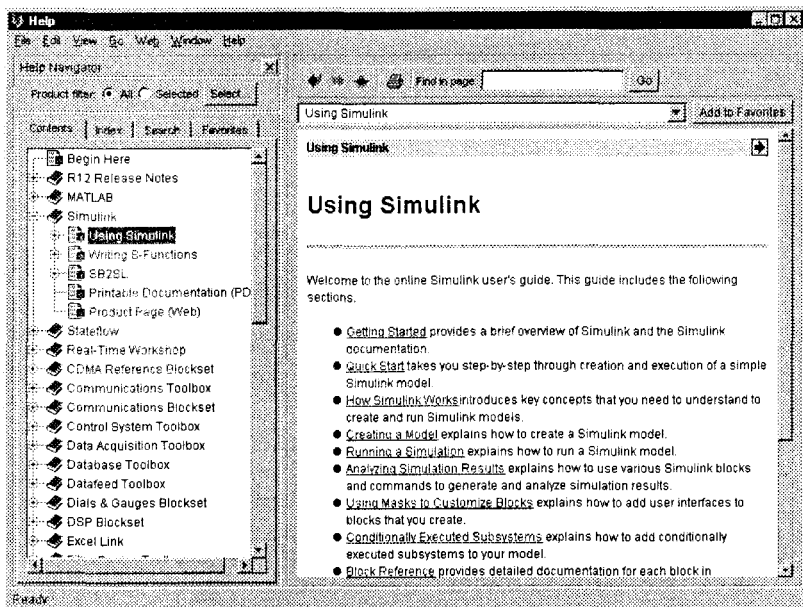 Help
File Edit View Go Web Window Help
Help Navigator
Product filter: All Selected Select...
Contents Index Search Favorites
Begin Here
R12 Release Notes
MATLAB
Simulink
Using Simulink
Writing S-Functions
SB2SL
Printable Documentation (PD
Product Page (Web)
Stateflow
Real-Time Workshop
CDMA Reference Blockset
Communications Toolbox
Communications Blockset
Control System Toolbox
Data Acquisition Toolbox
Database Toolbox
Datafeed Toolbox
Dials & Gauges Blockset
DSP Blockset
Excel Link
Find in page: Go
Using Simulink Add to Favorites
Using Simulink
Using Simulink
Welcome to the online Simulink user's guide. This guide includes the following
sections.
Getting Started provides a brief overview of Simulink and the Simulink
documentation.
Quick Start takes you step-by-step through creation and execution of a simple
Simulink model.
How Simulink Works introduces key concepts that you need to understand to
create and run Simulink models.
Creating a Model explains how to create a Simulink model.
Running a Simulation explains how to run a Simulink model.
Analyzing Simulation Results explains how to use various Simulink blocks
and commands to generate and analyze simulation results.
Using Masks to Customize Blocks explains how to add user interfaces to
blocks that you create.
Conditionally Executed Subsystems explains how to add conditionally
executed subsystems to your model.
Block Reference provides detailed documentation for each block in
Ready